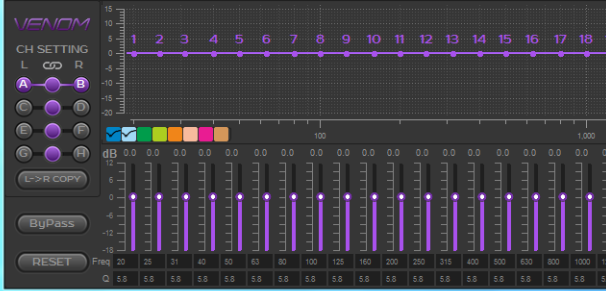 VENOM
CH SETTING
L R
A B
C D
E F
G H
L->R COPY
ByPass
RESET
15
10
5
0
-5
-10
-15
-20
1 2 3 4 5 6 7 8 9 10 11 12 13 14 15 16 17 18
100 1,000
dB 0.0 0.0 0.0 0.0 0.0 0.0 0.0 0.0 0.0 0.0 0.0 0.0 0.0 0.0 0.0 0.0 0.0 0.0
12
6
0
-6
-12
-18
Freq 20 25 31 40 50 63 80 100 125 160 200 250 315 400 500 630 800 1000
Q 5.8 5.8 5.8 5.8 5.8 5.8 5.8 5.8 5.8 5.8 5.8 5.8 5.8 5.8 5.8 5.8 5.8 5.8